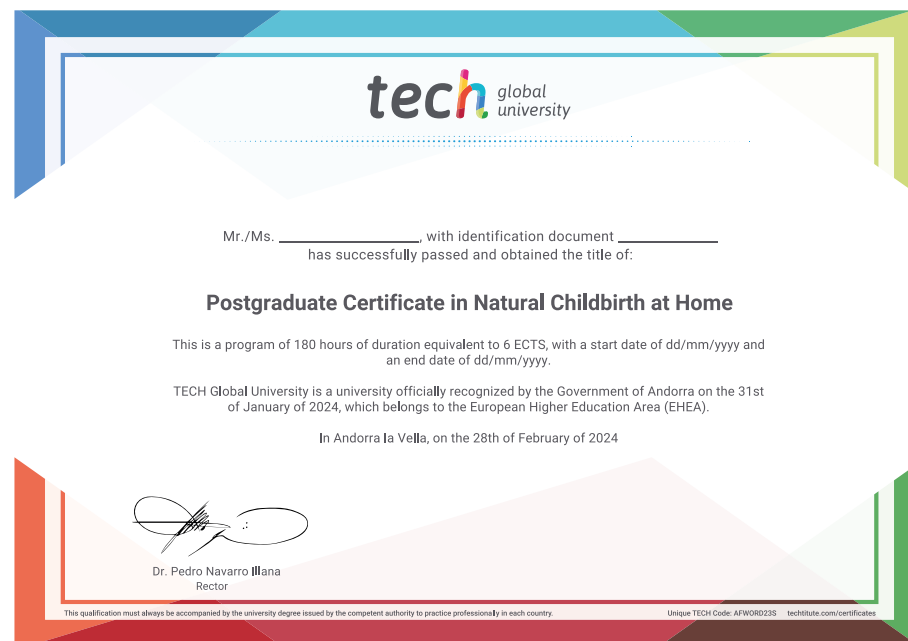 tech global university
Mr./Ms. ____________________, with identification document ______________
has successfully passed and obtained the title of:
Postgraduate Certificate in Natural Childbirth at Home
This is a program of 180 hours of duration equivalent to 6 ECTS, with a start date of dd/mm/yyyy and
an end date of dd/mm/yyyy.
TECH Global University is a university officially recognized by the Government of Andorra on the 31st
of January of 2024, which belongs to the European Higher Education Area (EHEA).
In Andorra la Vella, on the 28th of February of 2024
Dr. Pedro Navarro Illana
Rector
This qualification must always be accompanied by the university degree issued by the competent authority to practice professionally in each country. Unique TECH Code: AFWORD23S techtitute.com/certificates